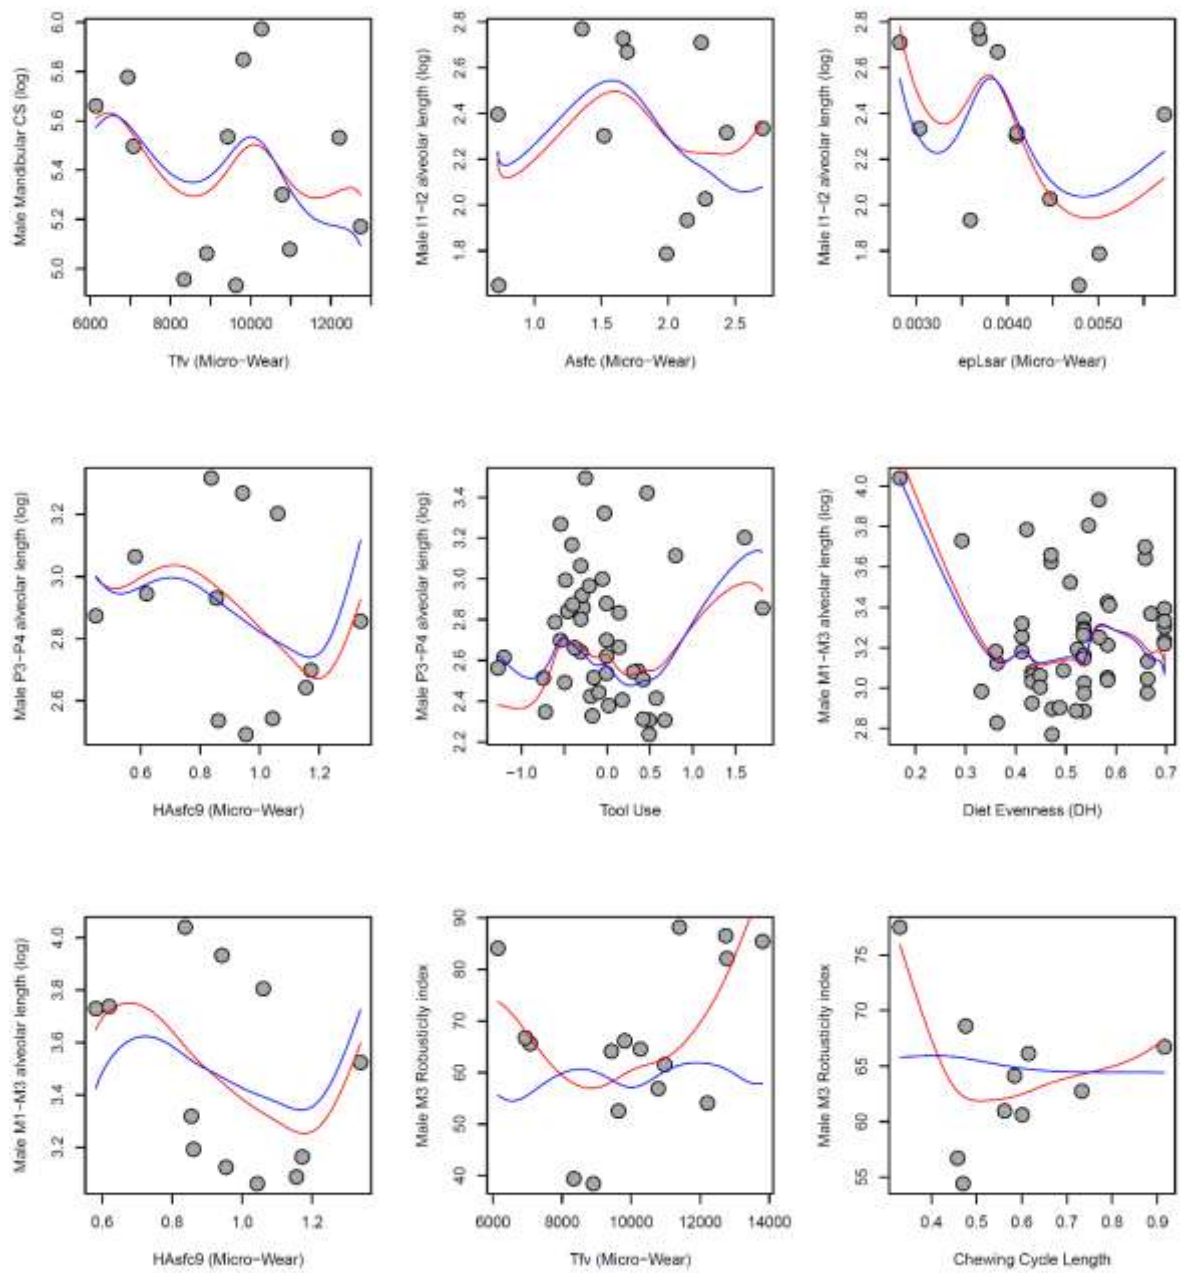 Male Mandibular CS (log)
5.0 5.2 5.4 5.6 5.8 6.0
6000 8000 10000 12000
Tfv (Micro-Wear)
Male I1-I2 alveolar length (log)
1.8 2.0 2.2 2.4 2.6 2.8
1.0 1.5 2.0 2.5
Asfc (Micro-Wear)
Male I1-I2 alveolar length (log)
1.8 2.0 2.2 2.4 2.6 2.8
0.0030 0.0040 0.0050
epLsar (Micro-Wear)
Male P3-P4 alveolar length (log)
2.6 2.8 3.0 3.2
0.6 0.8 1.0 1.2
HAsfc9 (Micro-Wear)
Male P3-P4 alveolar length (log)
2.2 2.4 2.6 2.8 3.0 3.2 3.4
-1.0 0.0 0.5 1.0 1.5
Tool Use
Male M1-M3 alveolar length (log)
2.8 3.0 3.2 3.4 3.6 3.8 4.0
0.2 0.3 0.4 0.5 0.6 0.7
Diet Evenness (DH)
Male M1-M3 alveolar length (log)
3.2 3.4 3.6 3.8 4.0
0.6 0.8 1.0 1.2
HAsfc9 (Micro-Wear)
Male M3 Robusticity index
40 50 60 70 80 90
6000 8000 10000 12000 14000
Tfv (Micro-Wear)
Male M3 Robusticity index
55 60 65 70 75
0.4 0.5 0.6 0.7 0.8 0.9
Chewing Cycle Length